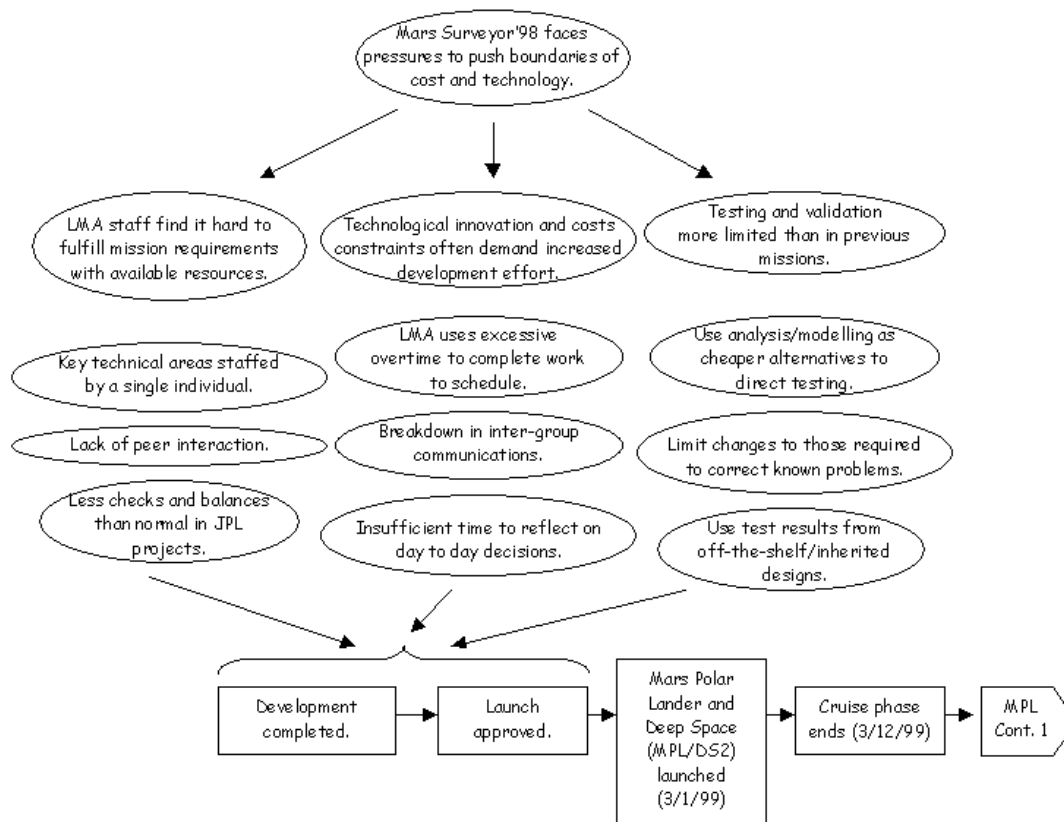 Mars Surveyor'98 faces
pressures to push boundaries of
cost and technology.
LMA staff find it hard to
fulfill mission requirements
with available resources.
Technological innovation and costs
constraints often demand increased
development effort.
Testing and validation
more limited than in previous
missions.
Key technical areas staffed
by a single individual.
LMA uses excessive
overtime to complete work
to schedule.
Use analysis/modelling as
cheaper alternatives to
direct testing.
Lack of peer interaction.
Breakdown in inter-group
communications.
Limit changes to those required
to correct known problems.
Less checks and balances
than normal in JPL
projects.
Insufficient time to reflect on
day to day decisions.
Use test results from
off-the-shelf/inherited
designs.
Development
completed.
Launch
approved.
Mars Polar
Lander and
Deep Space
(MPL/DS2)
launched
(3/1/99)
Cruise phase
ends (3/12/99)
MPL
Cont. 1